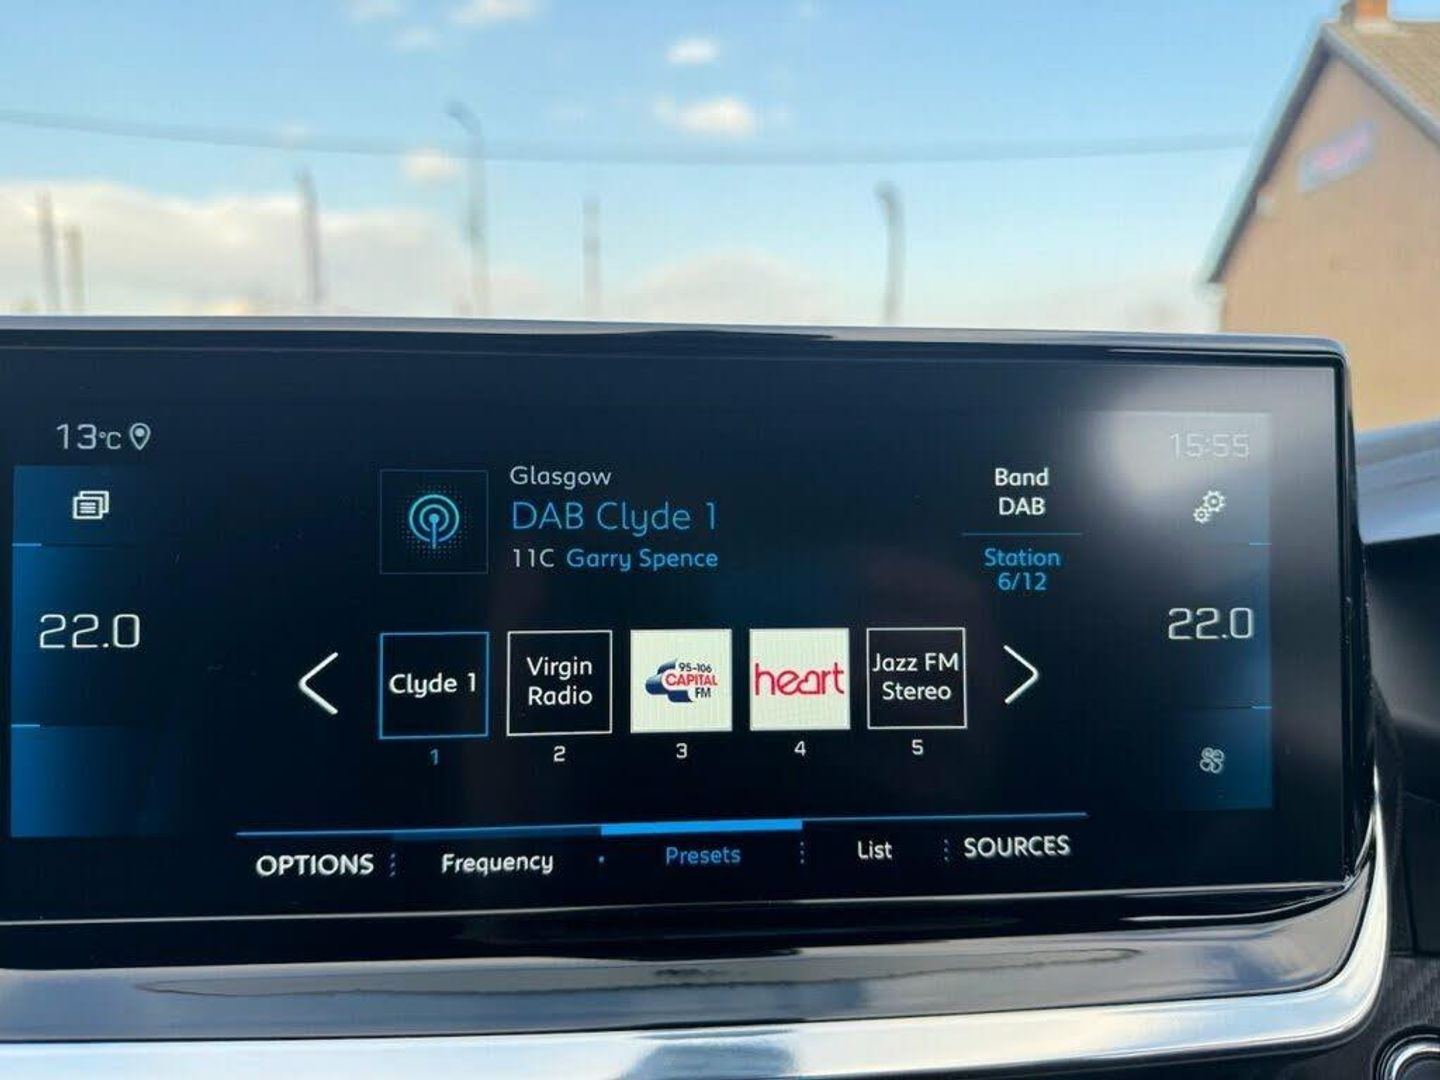 13°C
15:55
Glasgow
DAB Clyde 1
11C Garry Spence
Band
DAB
Station
6/12
22.0
22.0
Clyde 1
Virgin
Radio
95-106
CAPITAL
FM
heart
Jazz FM
Stereo
1
2
3
4
5
OPTIONS
Frequency
Presets
List
SOURCES